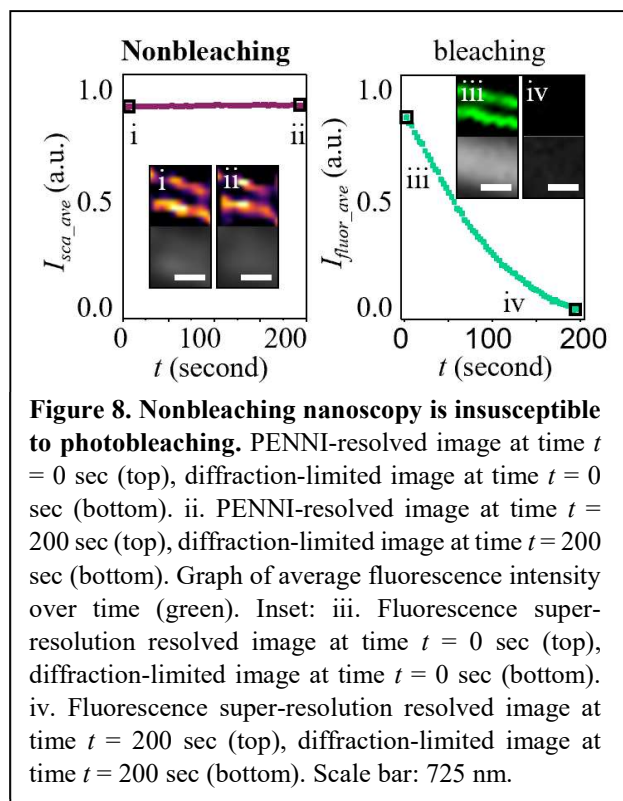 Nonbleaching
bleaching
1.0
0.5
0.0
I_sca_ave (a.u.)
i
ii
i
ii
0
100
200
t (second)
1.0
0.5
0.0
I_fluor_ave (a.u.)
iii
iv
iii
iv
0
100
200
t (second)
Figure 8. Nonbleaching nanoscopy is insusceptible
to photobleaching. PENNI-resolved image at time t
= 0 sec (top), diffraction-limited image at time t = 0
sec (bottom). ii. PENNI-resolved image at time t =
200 sec (top), diffraction-limited image at time t = 200
sec (bottom). Graph of average fluorescence intensity
over time (green). Inset: iii. Fluorescence super-
resolution resolved image at time t = 0 sec (top),
diffraction-limited image at time t = 0 sec (bottom).
iv. Fluorescence super-resolution resolved image at
time t = 200 sec (top), diffraction-limited image at
time t = 200 sec (bottom). Scale bar: 725 nm.